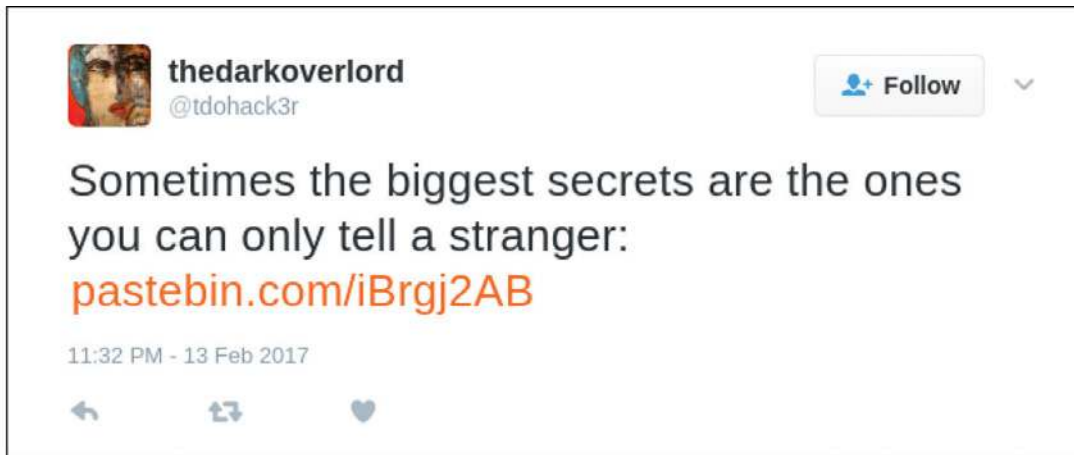 thedarkoverlord
@tdohack3r
Follow
Sometimes the biggest secrets are the ones
you can only tell a stranger:
pastebin.com/iBrgj2AB
11:32 PM - 13 Feb 2017